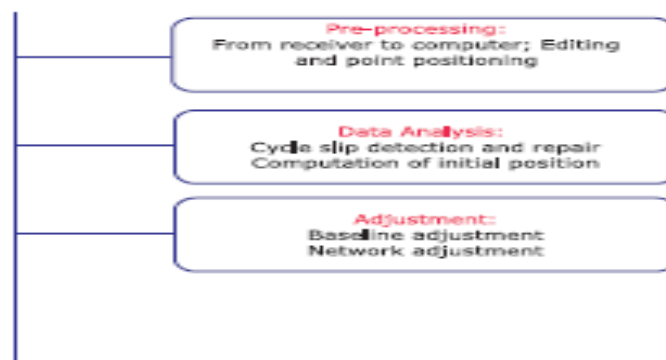 Pre-processing:
From receiver to computer; Editing
and point positioning
Data Analysis:
Cycle slip detection and repair
Computation of initial position
Adjustment:
Baseline adjustment
Network adjustment